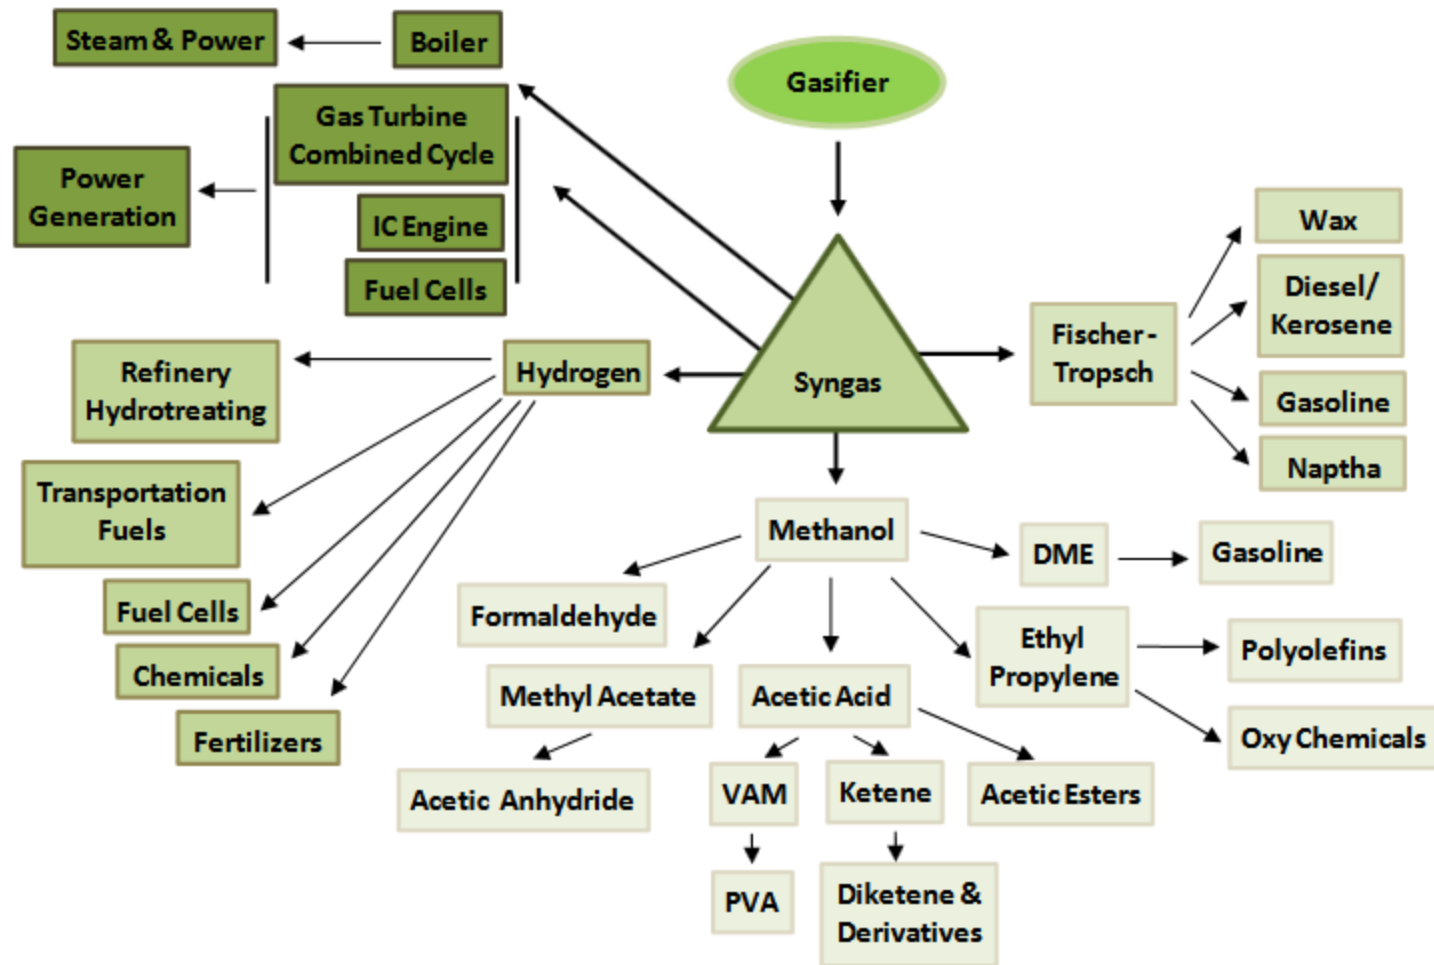 Steam & Power
Boiler
Gasifier
Gas Turbine
Combined Cycle
Power
Generation
IC Engine
Fuel Cells
Wax
Diesel/
Kerosene
Fischer-
Tropsch
Gasoline
Naptha
Syngas
Hydrogen
Refinery
Hydrotreating
Transportation
Fuels
Fuel Cells
Chemicals
Fertilizers
Methanol
DME
Gasoline
Formaldehyde
Ethyl
Propylene
Polyolefins
Oxy Chemicals
Methyl Acetate
Acetic Acid
Acetic Anhydride
VAM
Ketene
Acetic Esters
PVA
Diketene &
Derivatives